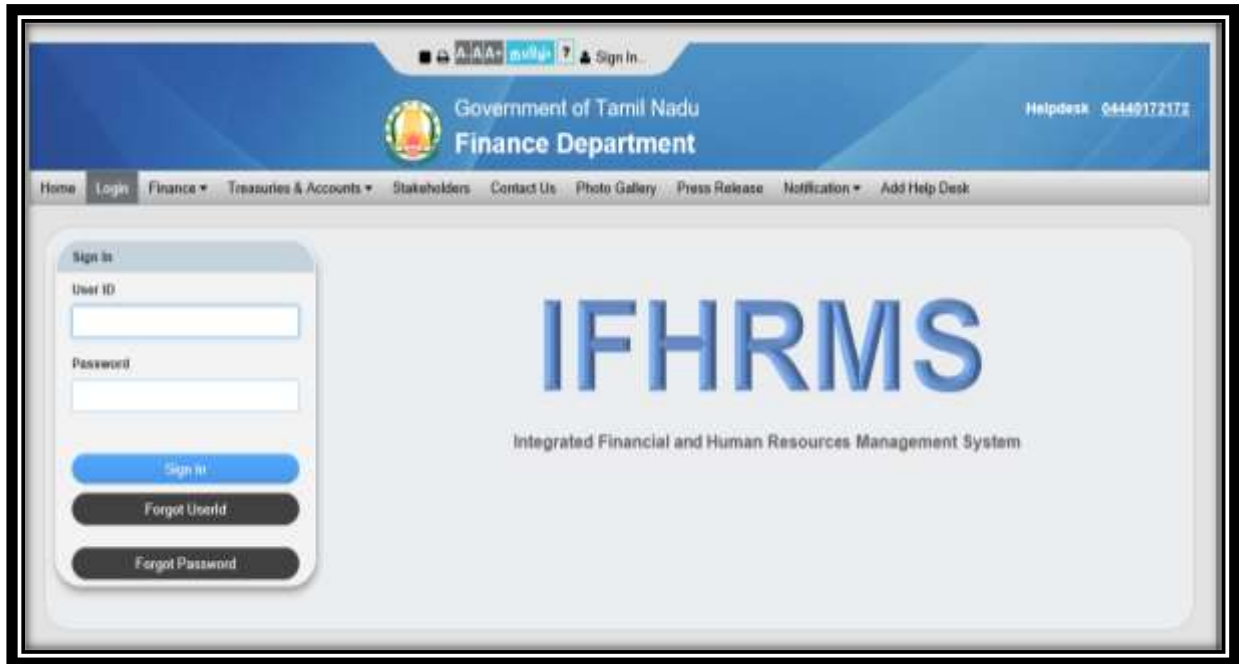 A- A A+ தமிழ் ? Sign In..
Government of Tamil Nadu
Finance Department
Helpdesk 04440172172
Home Login Finance Treasuries & Accounts Stakeholders Contact Us Photo Gallery Press Release Notification Add Help Desk
Sign In
User ID
Password
Sign In
Forgot UserId
Forgot Password
IFHRMS
Integrated Financial and Human Resources Management System